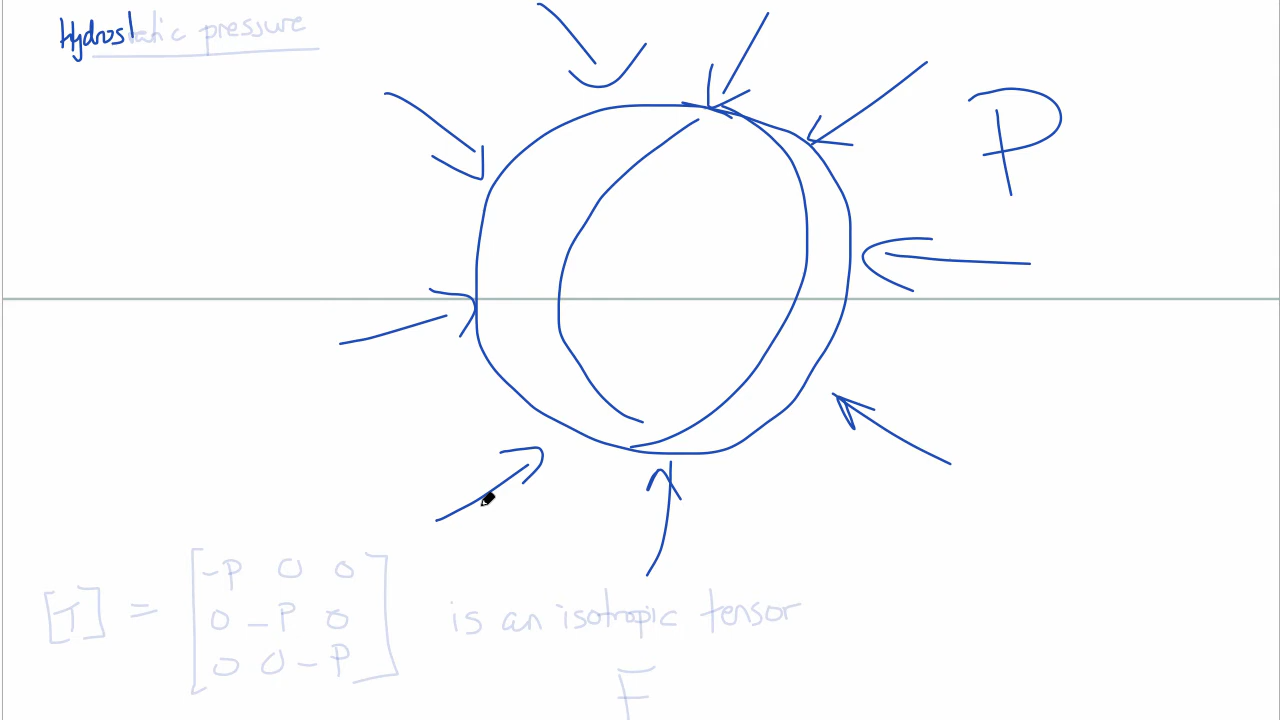 Hydrostatic pressure
P
[T] = [-P 0 0
0 -P 0
0 0 -P] is an isotropic tensor
F